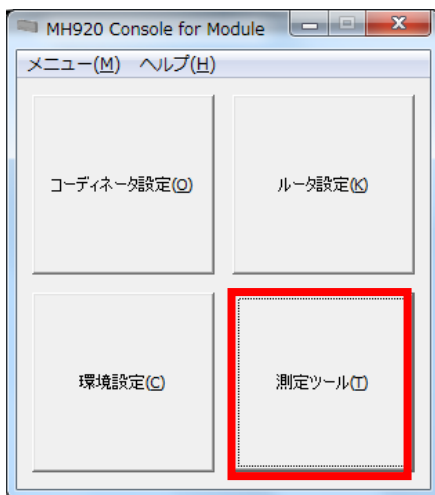 MH920 Console for Module
メニュー(M) ヘルプ(H)
コーディネータ設定(O)
ルータ設定(K)
環境設定(C)
測定ツール(T)